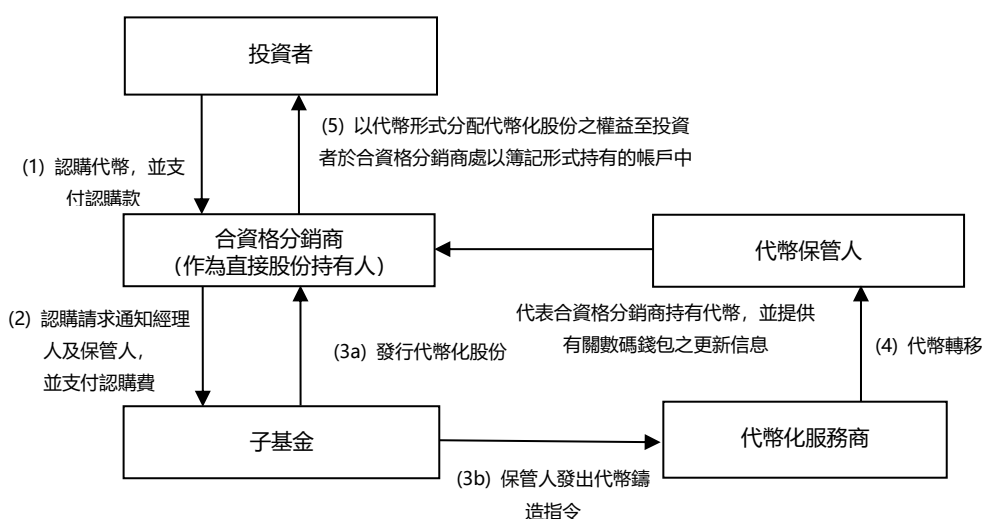 投資者
(5) 以代幣形式分配代幣化股份之權益至投資
者於合資格分銷商處以簿記形式持有的帳戶中
(1) 認購代幣，並支
付認購款
合資格分銷商
（作為直接股份持有人）
代幣保管人
(2) 認購請求通知經理
人及保管人，
並支付認購費
(3a) 發行代幣化股份
代表合資格分銷商持有代幣，並提供
有關數碼錢包之更新信息
(4) 代幣轉移
子基金
代幣化服務商
(3b) 保管人發出代幣鑄
造指令